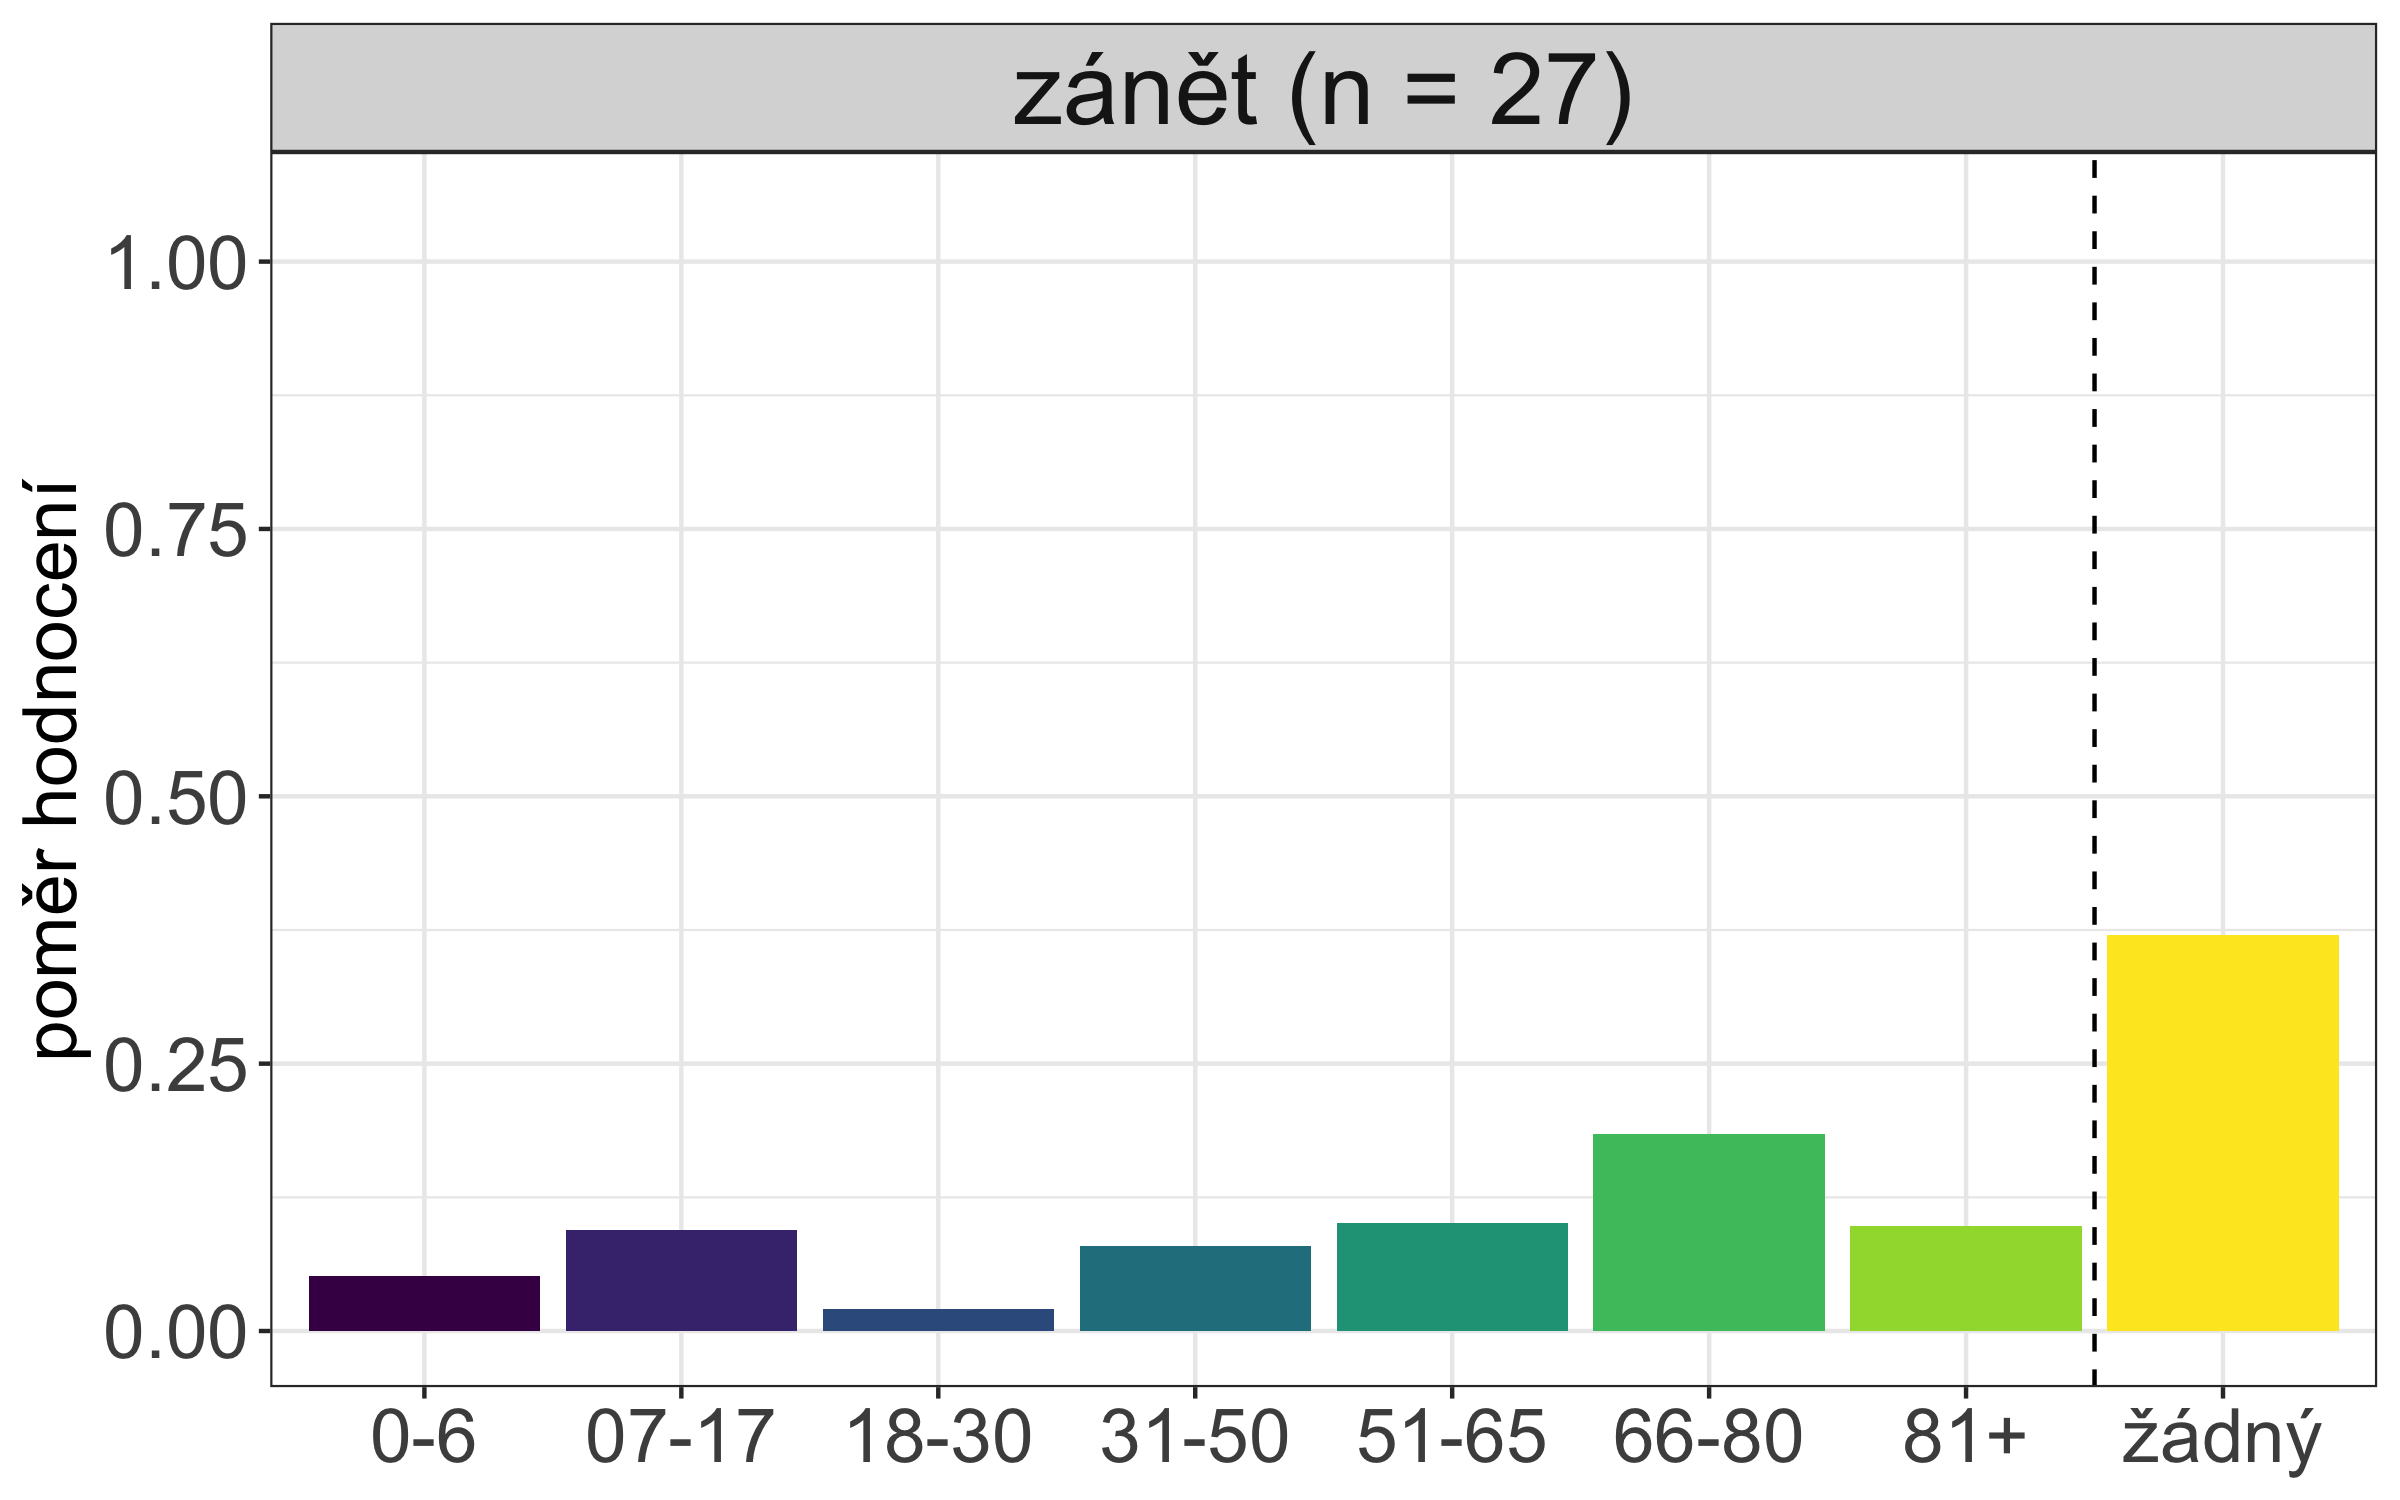 zánět (n = 27)
poměr hodnocení
1.00
0.75
0.50
0.25
0.00
0-6 07-17 18-30 31-50 51-65 66-80 81+ žádný